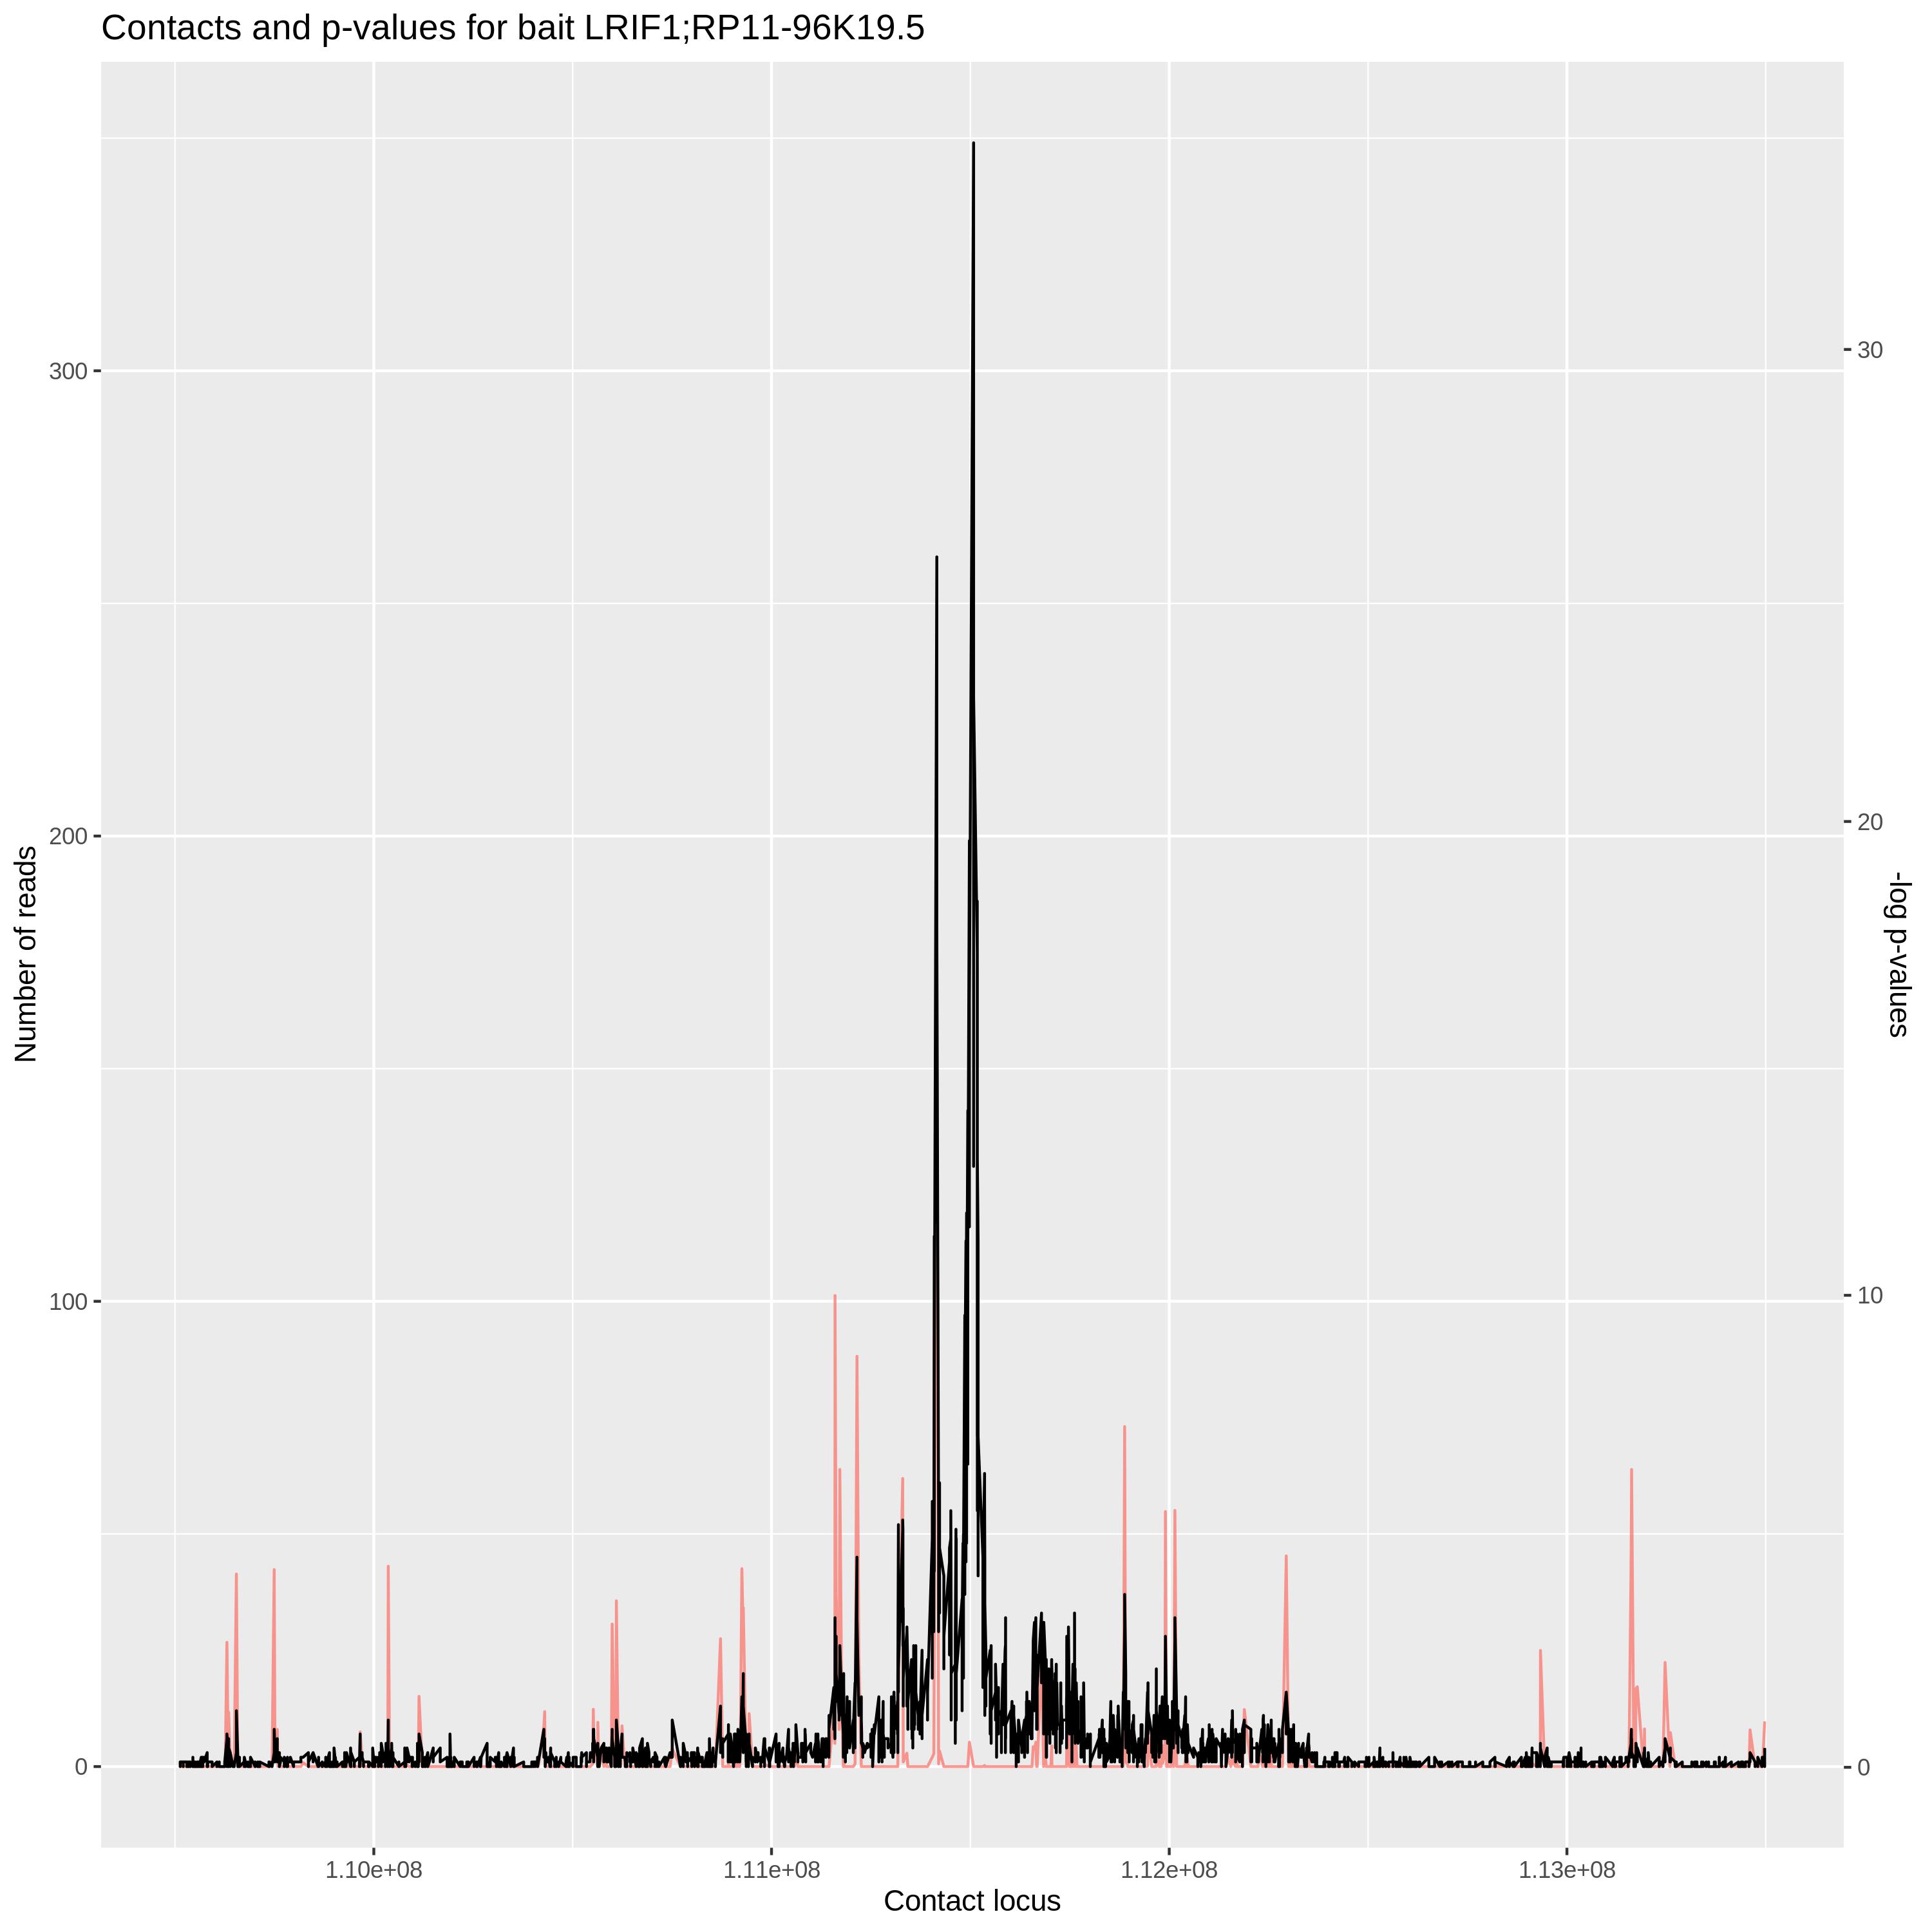 Contacts and p-values for bait LRIF1;RP11-96K19.5
Number of reads
300
200
100
0
30
20
10
0
-log p-values
1.10e+08 1.11e+08 1.12e+08 1.13e+08
Contact locus